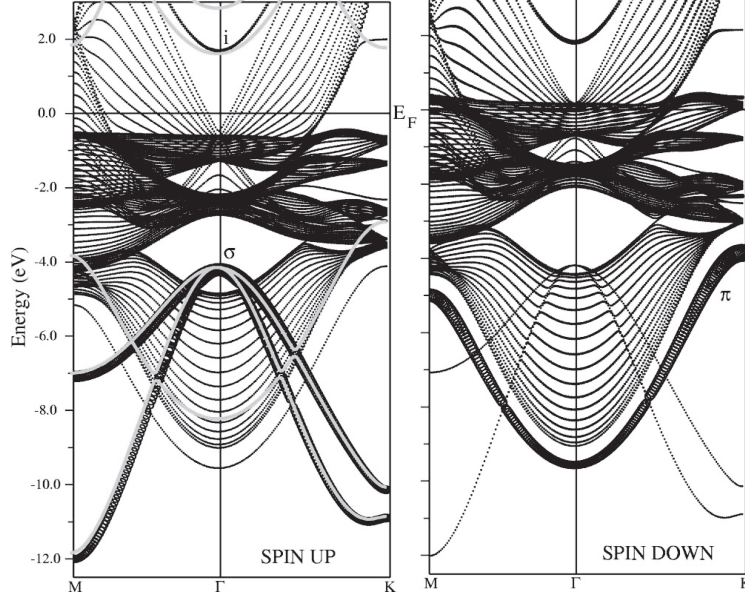 2.0
i
0.0
E_F
-2.0
-4.0
σ
Energy (eV)
-6.0
π
-8.0
-10.0
-12.0
SPIN UP
SPIN DOWN
M
Γ
K
M
Γ
K